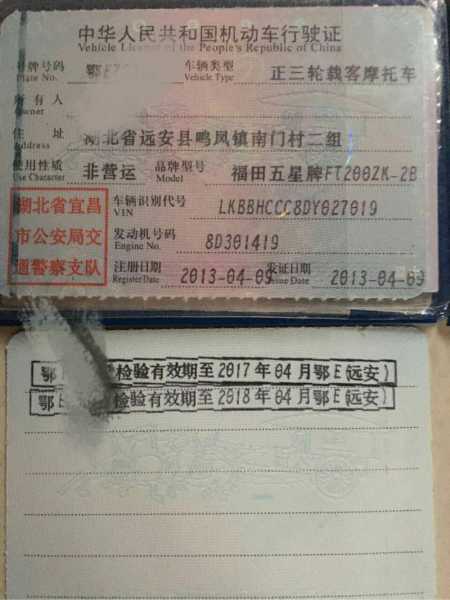 中华人民共和国机动车行驶证
Vehicle License of the People's Republic of China
号牌号码 鄂E 车辆类型 正三轮载客摩托车
Plate No. Vehicle Type
所有人
Owner
住址 湖北省远安县鸣凤镇南门村二组
Address
使用性质 非营运 品牌型号 福田五星牌FT200ZK-2B
Use Character Model
湖北省宜昌 车辆识别代号 LKBBHCCC8DY027019
VIN
市公安局交 发动机号码 8D301419
Engine No.
通警察支队 注册日期 2013-04-09 发证日期 2013-04-09
Register Date Issue Date
鄂E 检验有效期至2017年04月鄂E(远安)
鄂E 检验有效期至2018年04月鄂E(远安)